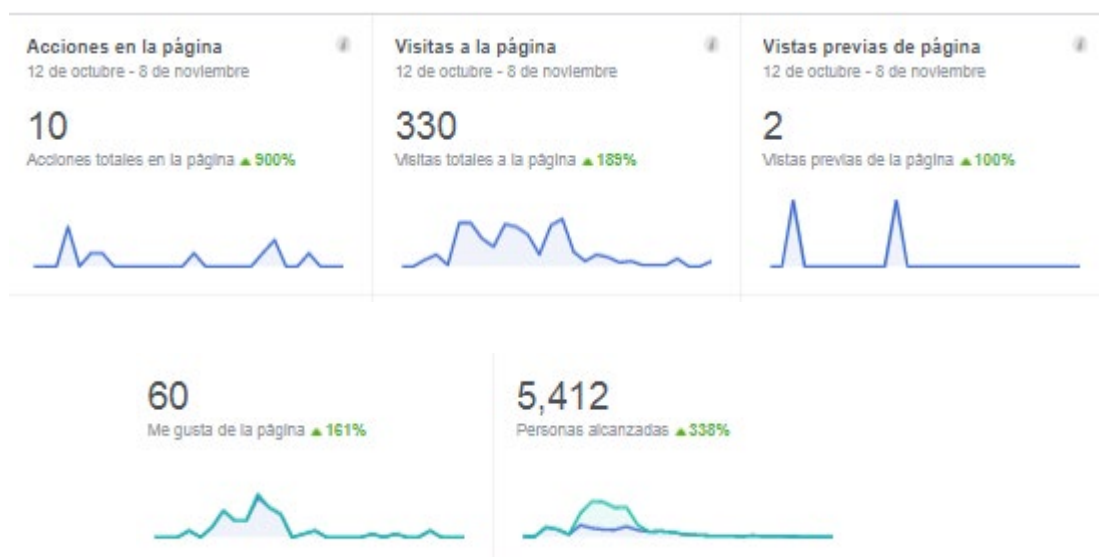 Acciones en la página
12 de octubre - 8 de noviembre
10
Acciones totales en la página ▲ 900%
Visitas a la página
12 de octubre - 8 de noviembre
330
Visitas totales a la página ▲ 189%
Vistas previas de página
12 de octubre - 8 de noviembre
2
Vistas previas de la página ▲ 100%
60
Me gusta de la página ▲ 161%
5,412
Personas alcanzadas ▲ 338%